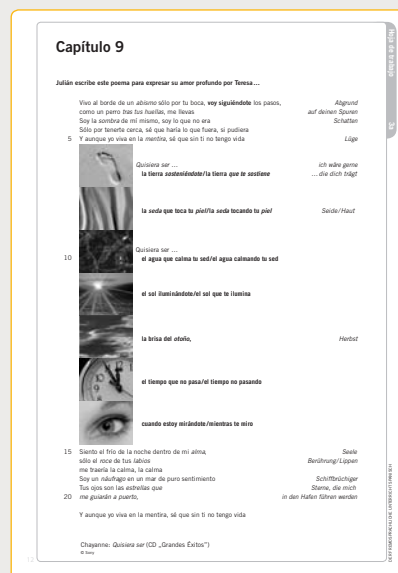 Capítulo 9
Hoja de trabajo 3a
Julián escribe este poema para expresar su amor profundo por Teresa…
Vivo al borde de un abismo sólo por tu boca, voy siguiéndote los pasos, Abgrund
como un perro tras tus huellas, me llevas auf deinen Spuren
Soy la sombra de mí mismo, soy lo que no era Schatten
Sólo por tenerte cerca, sé que haría lo que fuera, si pudiera
5 Y aunque yo viva en la mentira, sé que sin ti no tengo vida Lüge
Quisiera ser … ich wäre gerne
la tierra sosteniéndote/la tierra que te sostiene …die dich trägt
la seda que toca tu piel/la seda tocando tu piel Seide/Haut
Quisiera ser …
10 el agua que calma tu sed/el agua calmando tu sed
el sol iluminándote/el sol que te ilumina
la brisa del otoño, Herbst
el tiempo que no pasa/el tiempo no pasando
cuando estoy mirándote/mientras te miro
15 Siento el frío de la noche dentro de mi alma, Seele
sólo el roce de tus labios Berührung/Lippen
me traería la calma, la calma
Soy un náufrago en un mar de puro sentimiento Schiffbrüchiger
Tus ojos son las estrellas que Sterne, die mich
20 me guiarán a puerto, in den Hafen führen werden
Y aunque yo viva en la mentira, sé que sin ti no tengo vida
Chayanne: Quisiera ser (CD „Grandes Éxitos")
© Sony
DER FREMDSPRACHLICHE UNTERRICHT SPANISCH